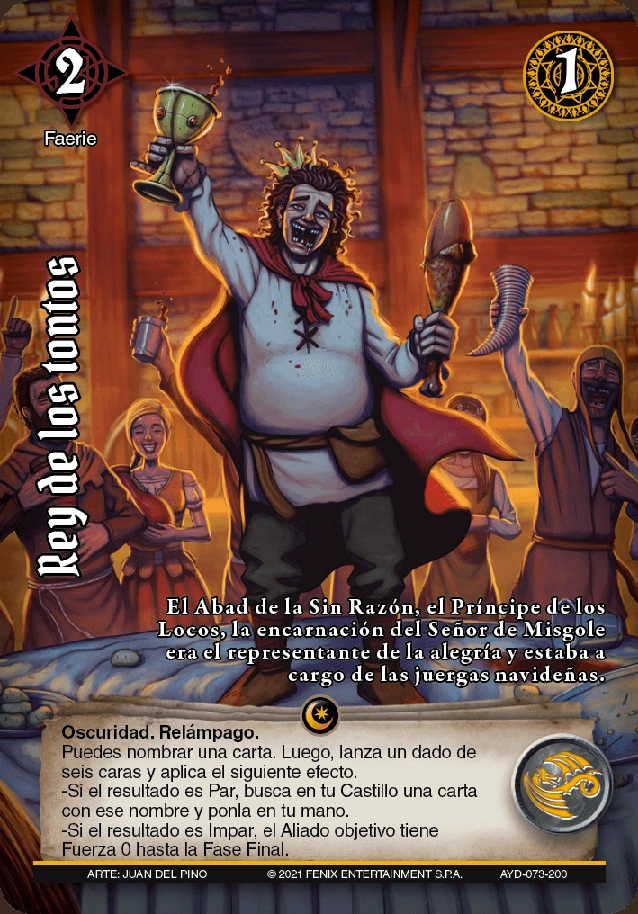 2
1
Faerie
Rey de los tontos
El Abad de la Sin Razón, el Príncipe de los
Locos, la encarnación del Señor de Misgole
era el representante de la alegría y estaba a
cargo de las juergas navideñas.
Oscuridad. Relámpago.
Puedes nombrar una carta. Luego, lanza un dado de
seis caras y aplica el siguiente efecto.
-Si el resultado es Par, busca en tu Castillo una carta
con ese nombre y ponla en tu mano.
-Si el resultado es Impar, el Aliado objetivo tiene
Fuerza 0 hasta la Fase Final.
ARTE: JUAN DEL PINO © 2021 FENIX ENTERTAINMENT S.P.A. AYD-073-200